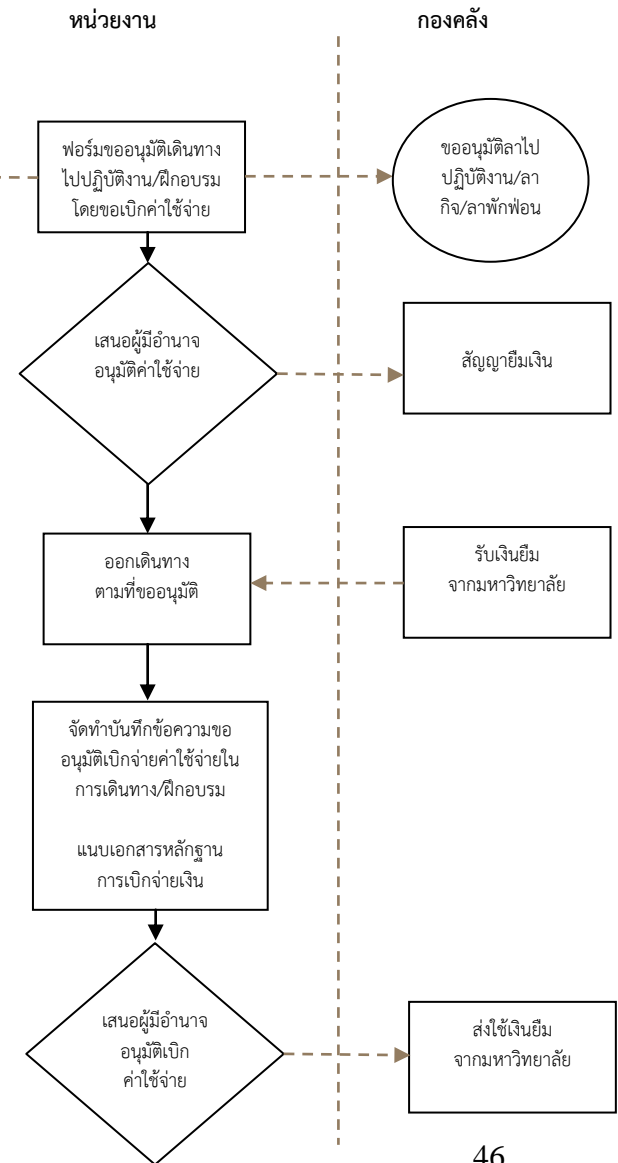 หน่วยงาน
กองคลัง
ฟอร์มขออนุมัติเดินทาง
ไปปฏิบัติงาน/ฝึกอบรม
โดยขอเบิกค่าใช้จ่าย
ขออนุมัติลาไป
ปฏิบัติงาน/ลา
กิจ/ลาพักฟ่อน
เสนอผู้มีอำนาจ
อนุมัติค่าใช้จ่าย
สัญญายืมเงิน
ออกเดินทาง
ตามที่ขออนุมัติ
รับเงินยืม
จากมหาวิทยาลัย
จัดทำบันทึกข้อความขอ
อนุมัติเบิกจ่ายค่าใช้จ่ายใน
การเดินทาง/ฝึกอบรม
แนบเอกสารหลักฐาน
การเบิกจ่ายเงิน
เสนอผู้มีอำนาจ
อนุมัติเบิก
ค่าใช้จ่าย
ส่งใช้เงินยืม
จากมหาวิทยาลัย
46